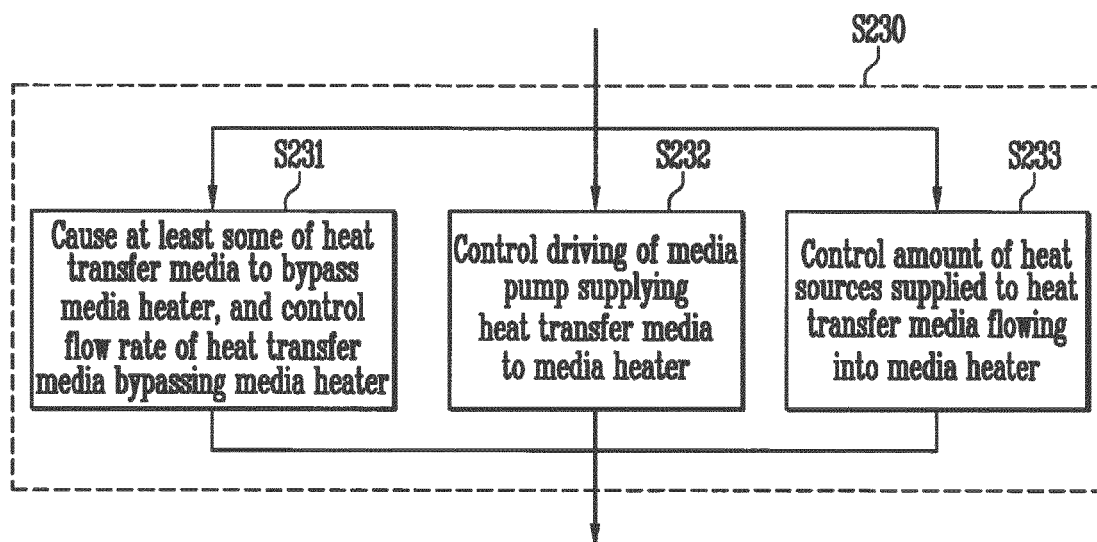 S230
S231
Cause at least some of heat
transfer media to bypass
media heater, and control
flow rate of heat transfer
media bypassing media heater
S232
Control driving of media
pump supplying
heat transfer media
to media heater
S233
Control amount of heat
sources supplied to heat
transfer media flowing
into media heater